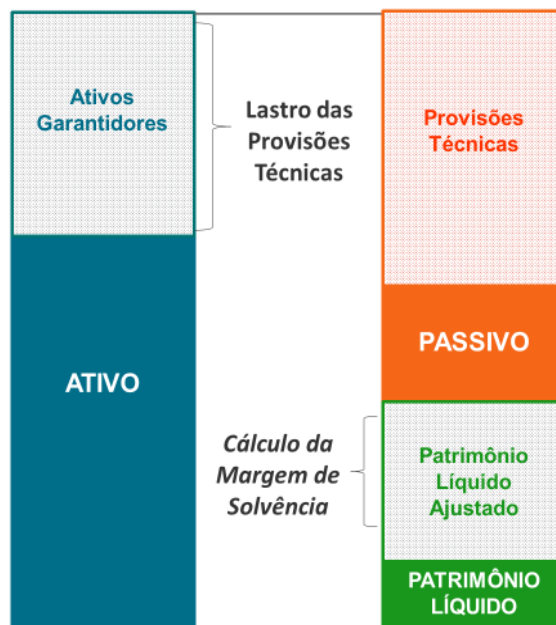 Ativos
Garantidores
Lastro das
Provisões
Técnicas
Provisões
Técnicas
ATIVO
PASSIVO
Cálculo da
Margem de
Solvência
Patrimônio
Líquido
Ajustado
PATRIMÔNIO
LÍQUIDO